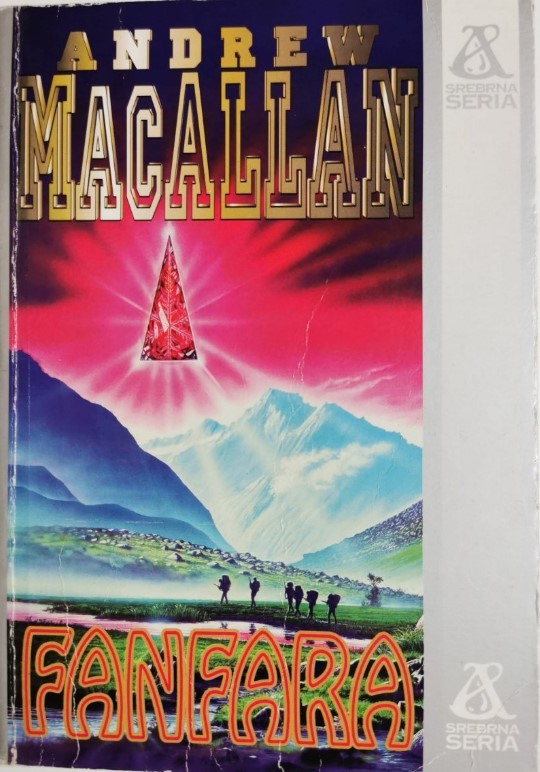 ANDREW
MACALLAN
FANFARA
SREBRNA
SERIA
SREBRNA
SERIA